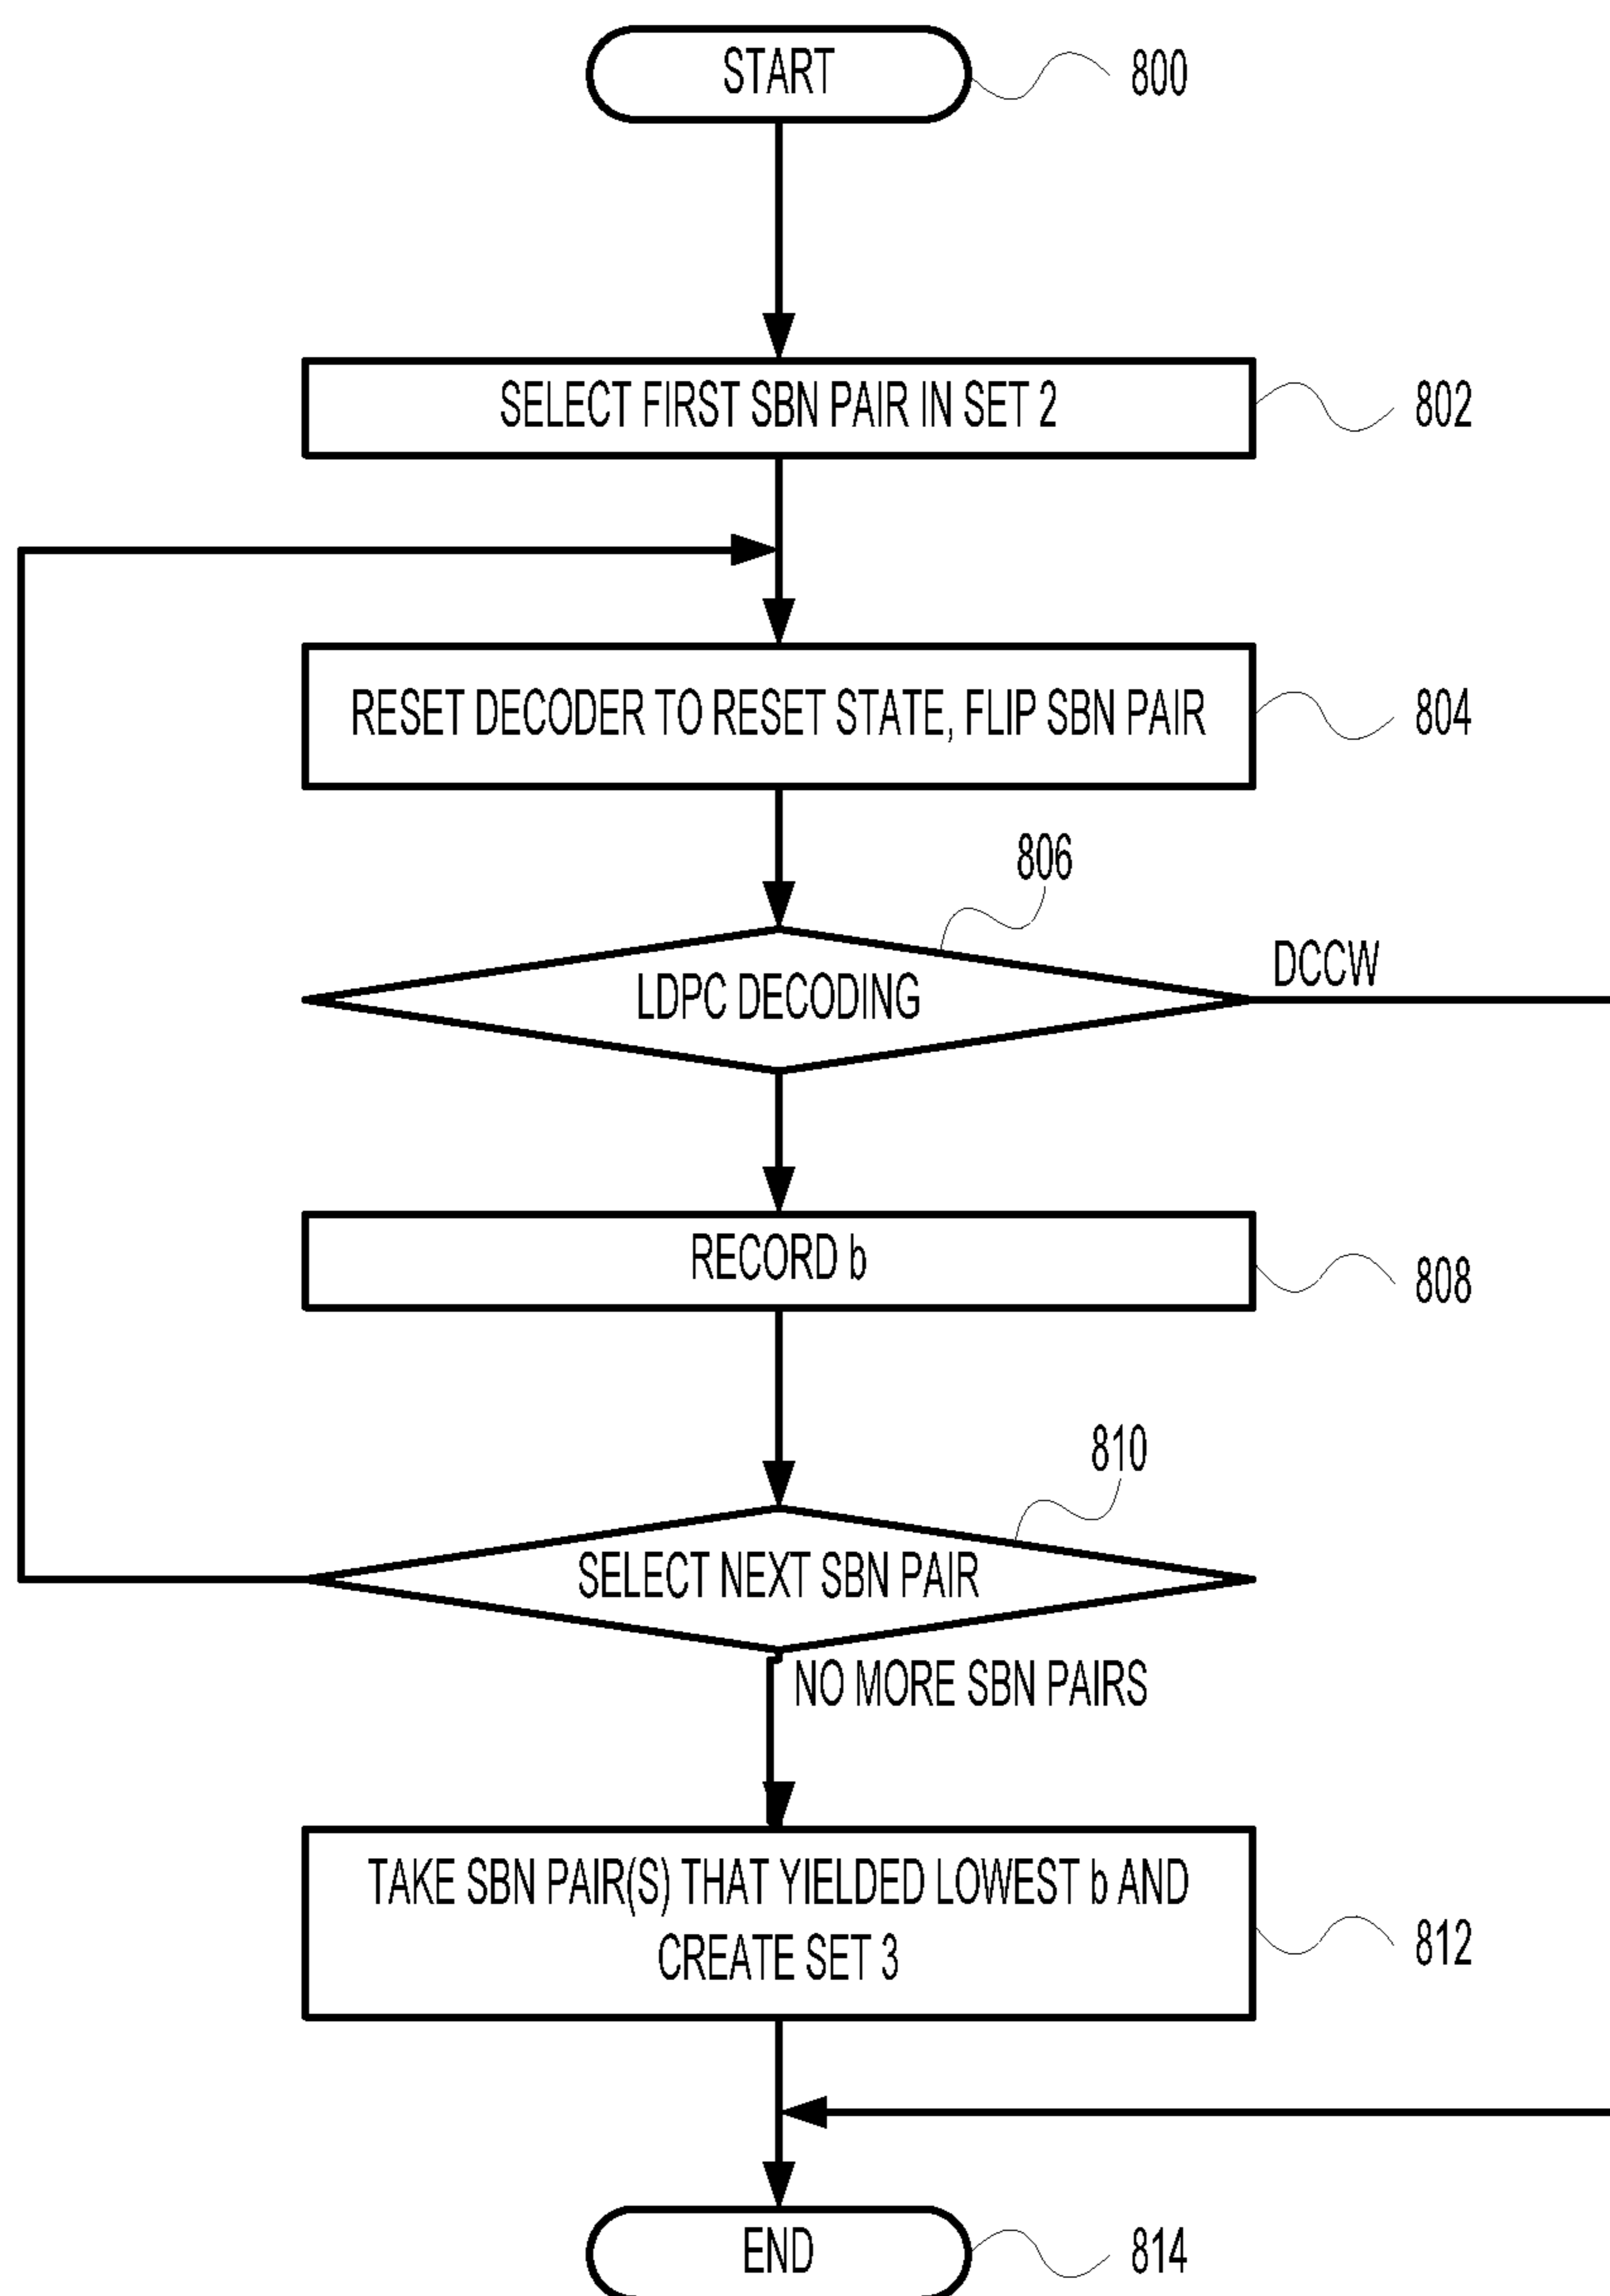 START
800
SELECT FIRST SBN PAIR IN SET 2
802
RESET DECODER TO RESET STATE, FLIP SBN PAIR
804
806
LDPC DECODING
DCCW
RECORD b
808
810
SELECT NEXT SBN PAIR
NO MORE SBN PAIRS
TAKE SBN PAIR(S) THAT YIELDED LOWEST b AND
CREATE SET 3
812
END
814